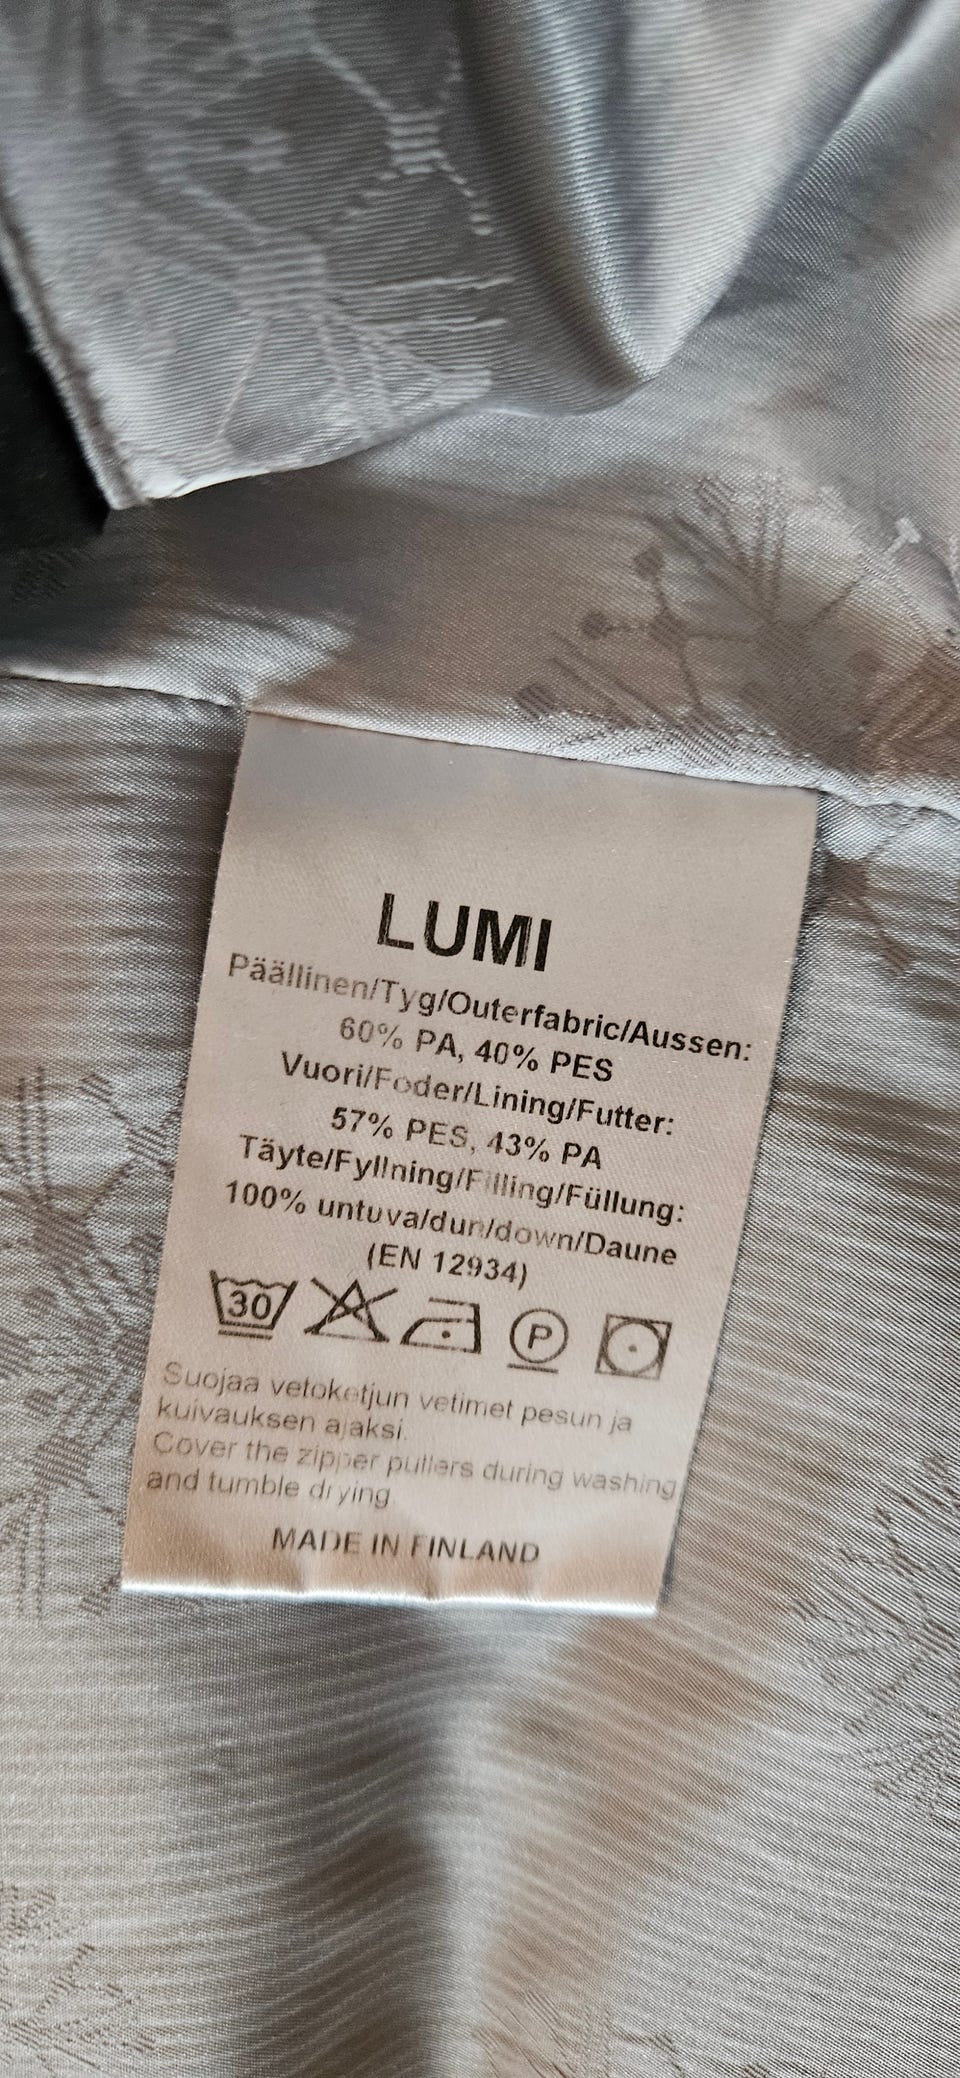 LUMI
Päällinen/Tyg/Outerfabric/Aussen:
60% PA, 40% PES
Vuori/Foder/Lining/Futter:
57% PES, 43% PA
Täyte/Fyllning/Filling/Füllung:
100% untuva/dun/down/Daune
(EN 12934)
30 P
Suojaa vetoketjun vetimet pesun ja
kuivauksen ajaksi.
Cover the zipper pullers during washing
and tumble drying
MADE IN FINLAND